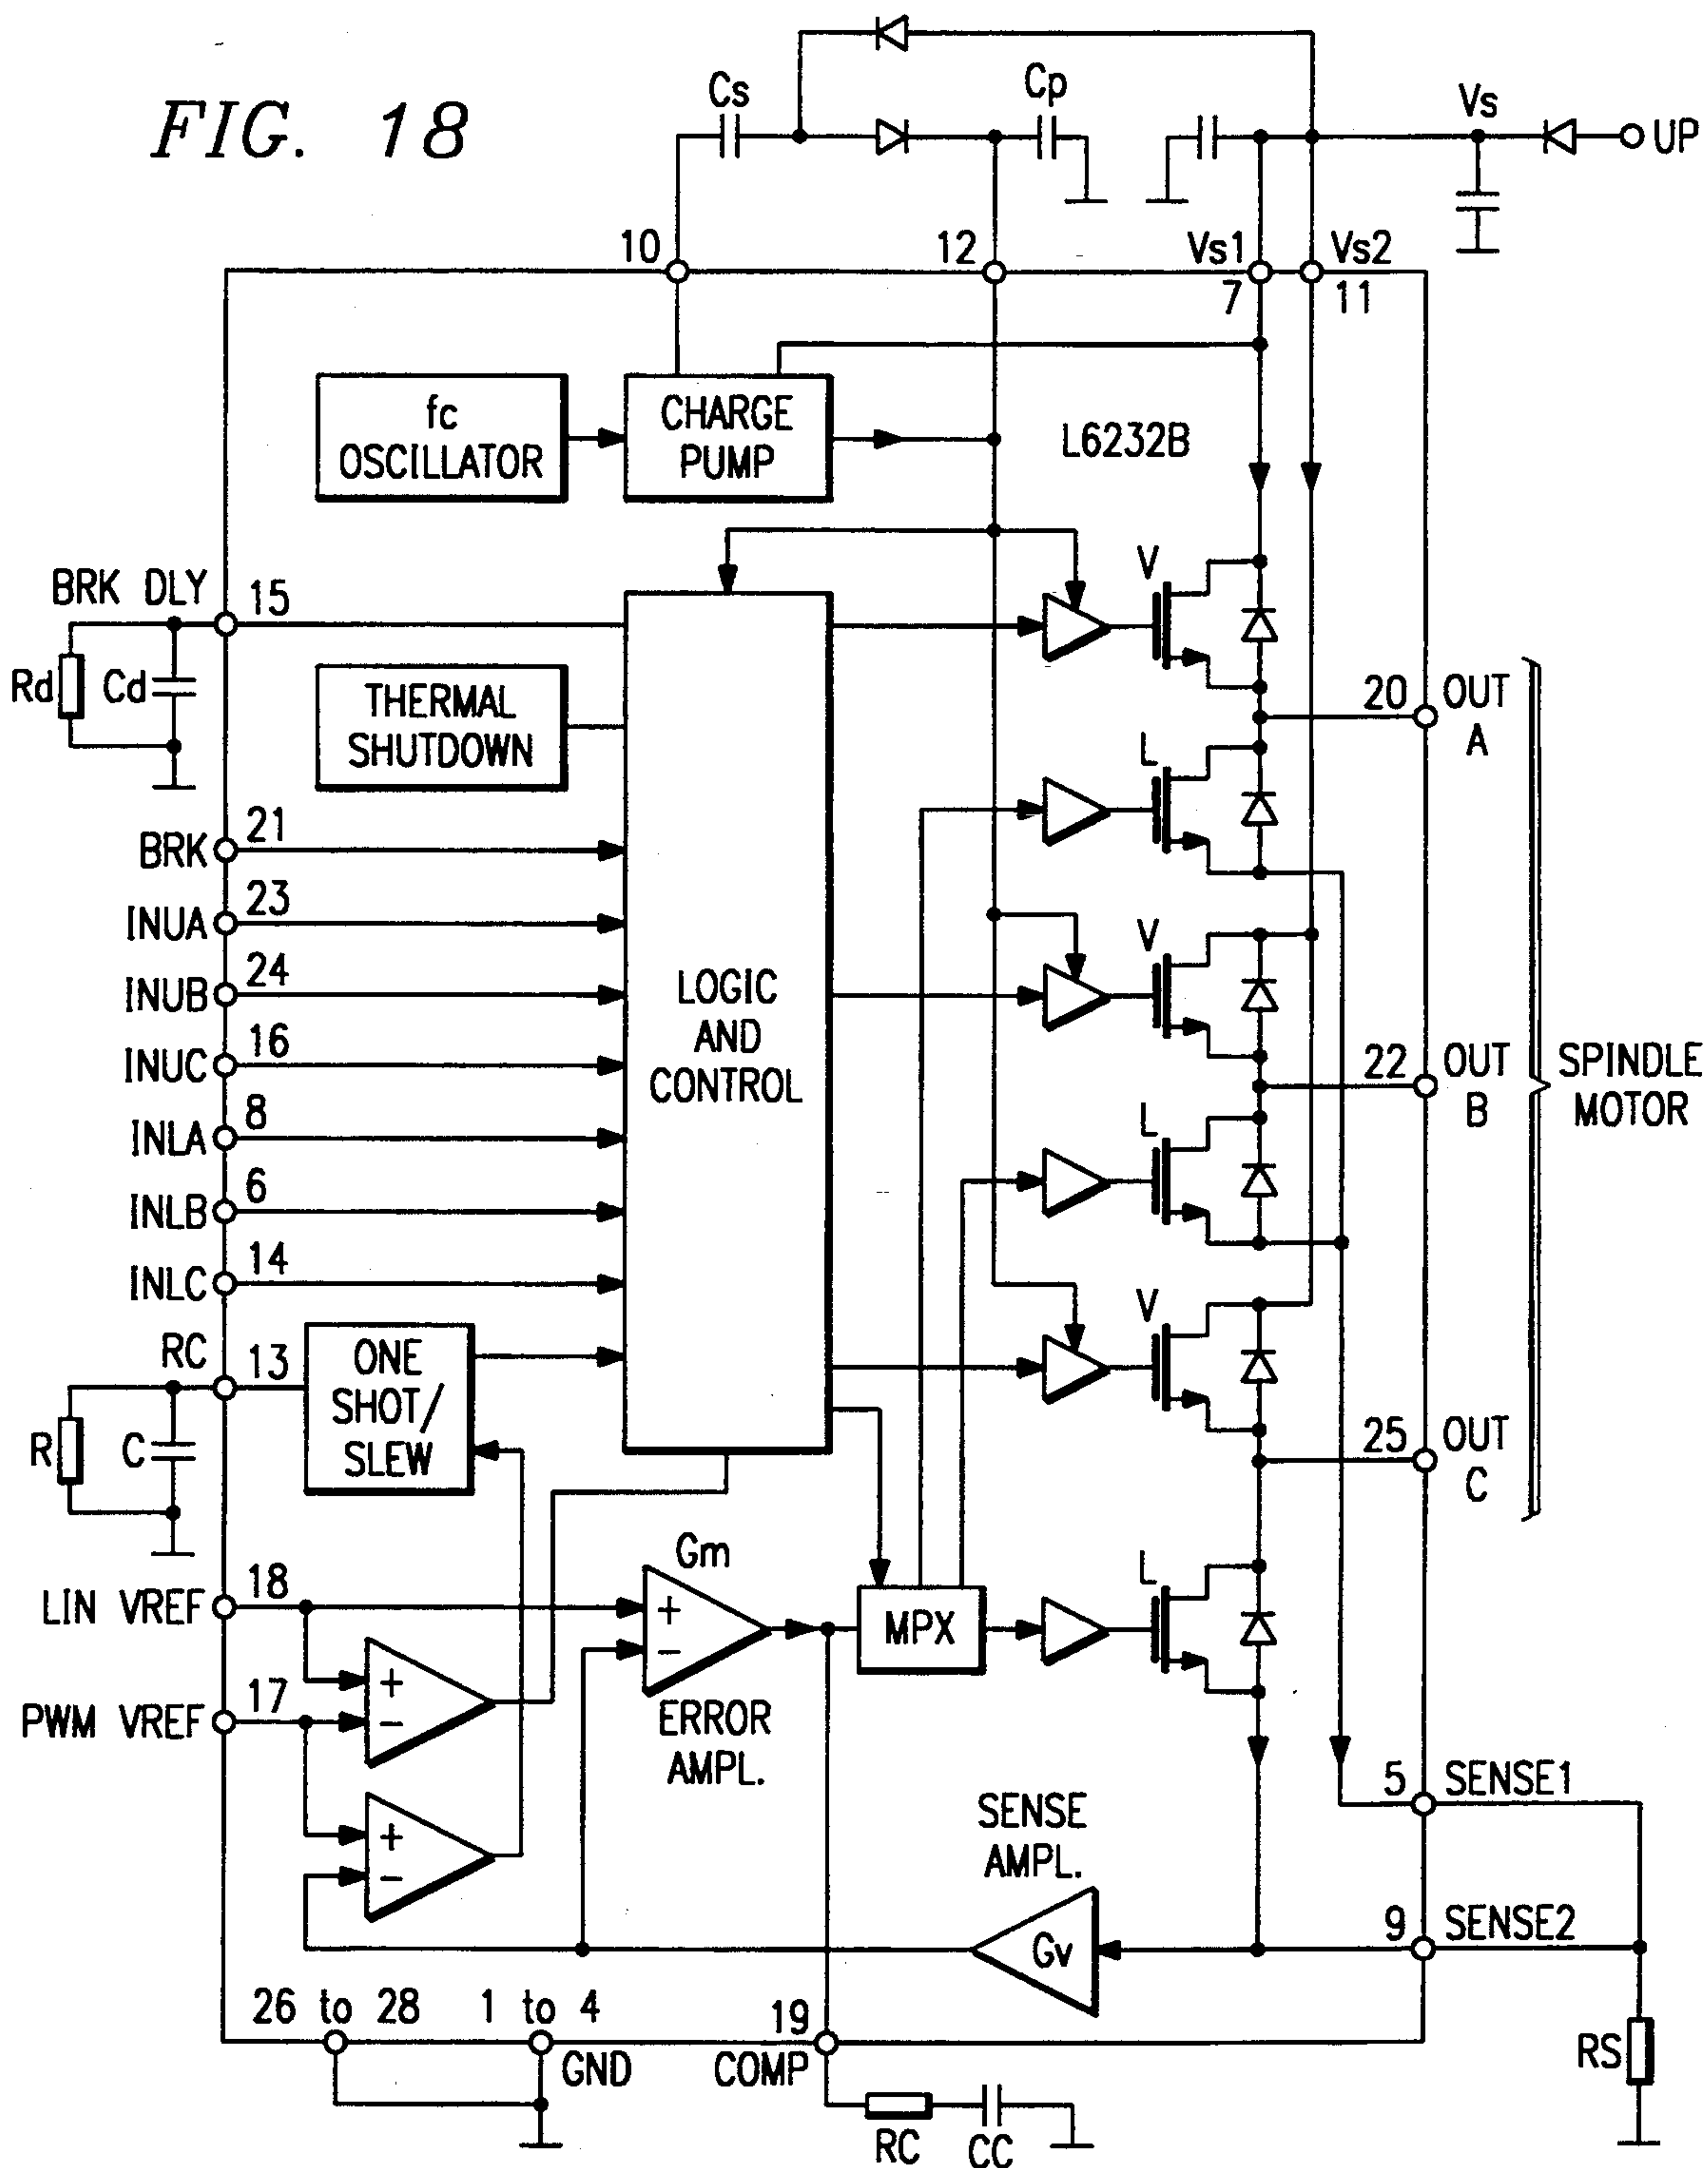 FIG. 18
Cs
Cp
Vs
UP
10
12
Vs1
Vs2
7
11
fc
OSCILLATOR
CHARGE
PUMP
L6232B
BRK DLY
15
V
Rd
Cd
THERMAL
SHUTDOWN
20
OUT
A
L
BRK
21
INUA
23
INUB
24
INUC
16
INLA
8
INLB
6
INLC
14
LOGIC
AND
CONTROL
V
22
OUT
B
SPINDLE
MOTOR
L
RC
13
ONE
SHOT/
SLEW
R
C
V
25
OUT
C
LIN VREF
18
Gm
+
−
ERROR
AMPL.
MPX
L
PWM VREF
17
+
−
+
−
5
SENSE1
SENSE
AMPL.
Gv
9
SENSE2
26 to 28
1 to 4
GND
19
COMP
RC
CC
RS